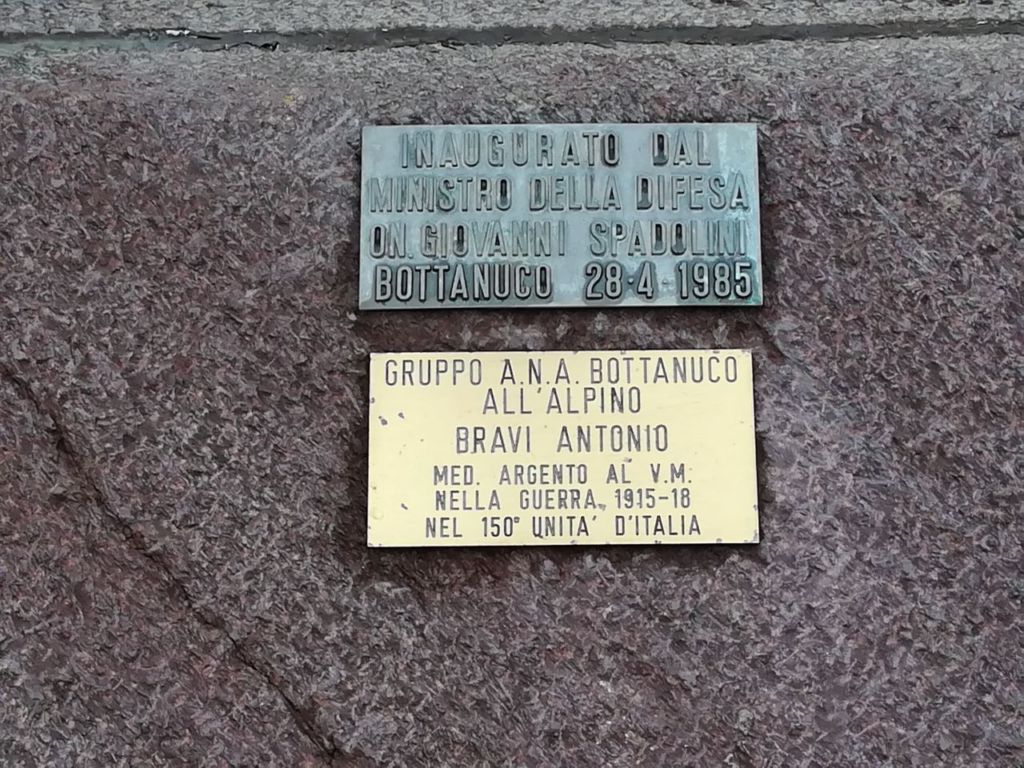 INAUGURATO DAL
MINISTRO DELLA DIFESA
ON. GIOVANNI SPADOLINI
BOTTANUCO 28·4·1985
GRUPPO A.N.A. BOTTANUCO
ALL'ALPINO
BRAVI ANTONIO
MED. ARGENTO AL V.M.
NELLA GUERRA 1915-18
NEL 150° UNITA' D'ITALIA